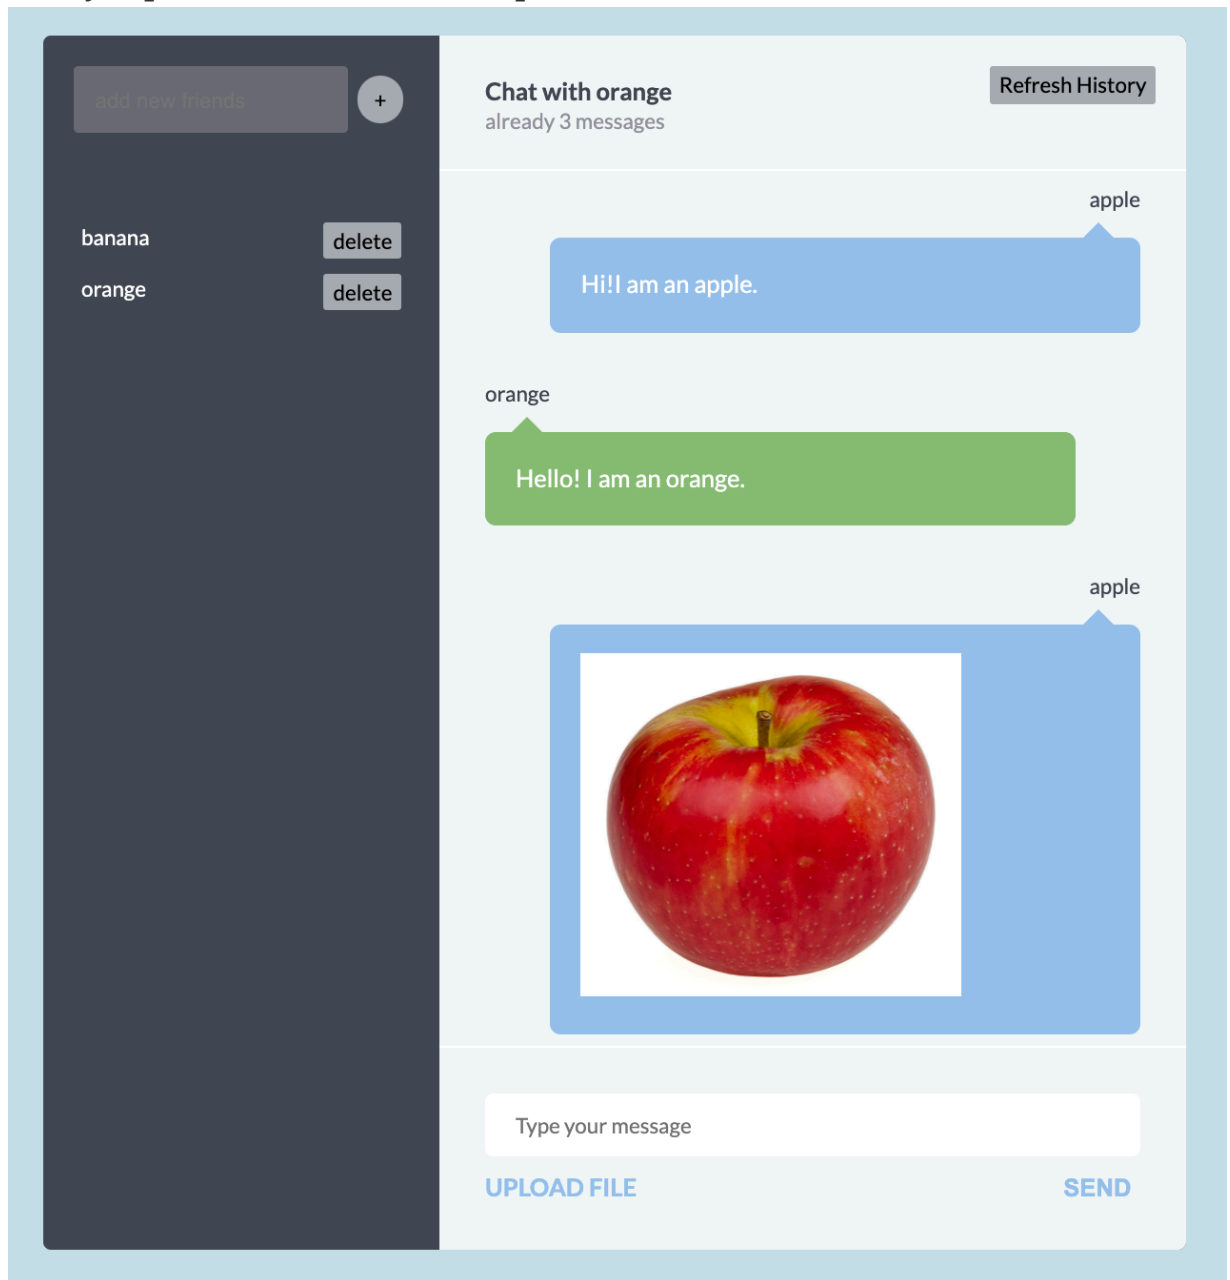 add new friends
+
banana
delete
orange
delete
Chat with orange
already 3 messages
Refresh History
apple
Hi!I am an apple.
orange
Hello! I am an orange.
apple
Type your message
UPLOAD FILE
SEND